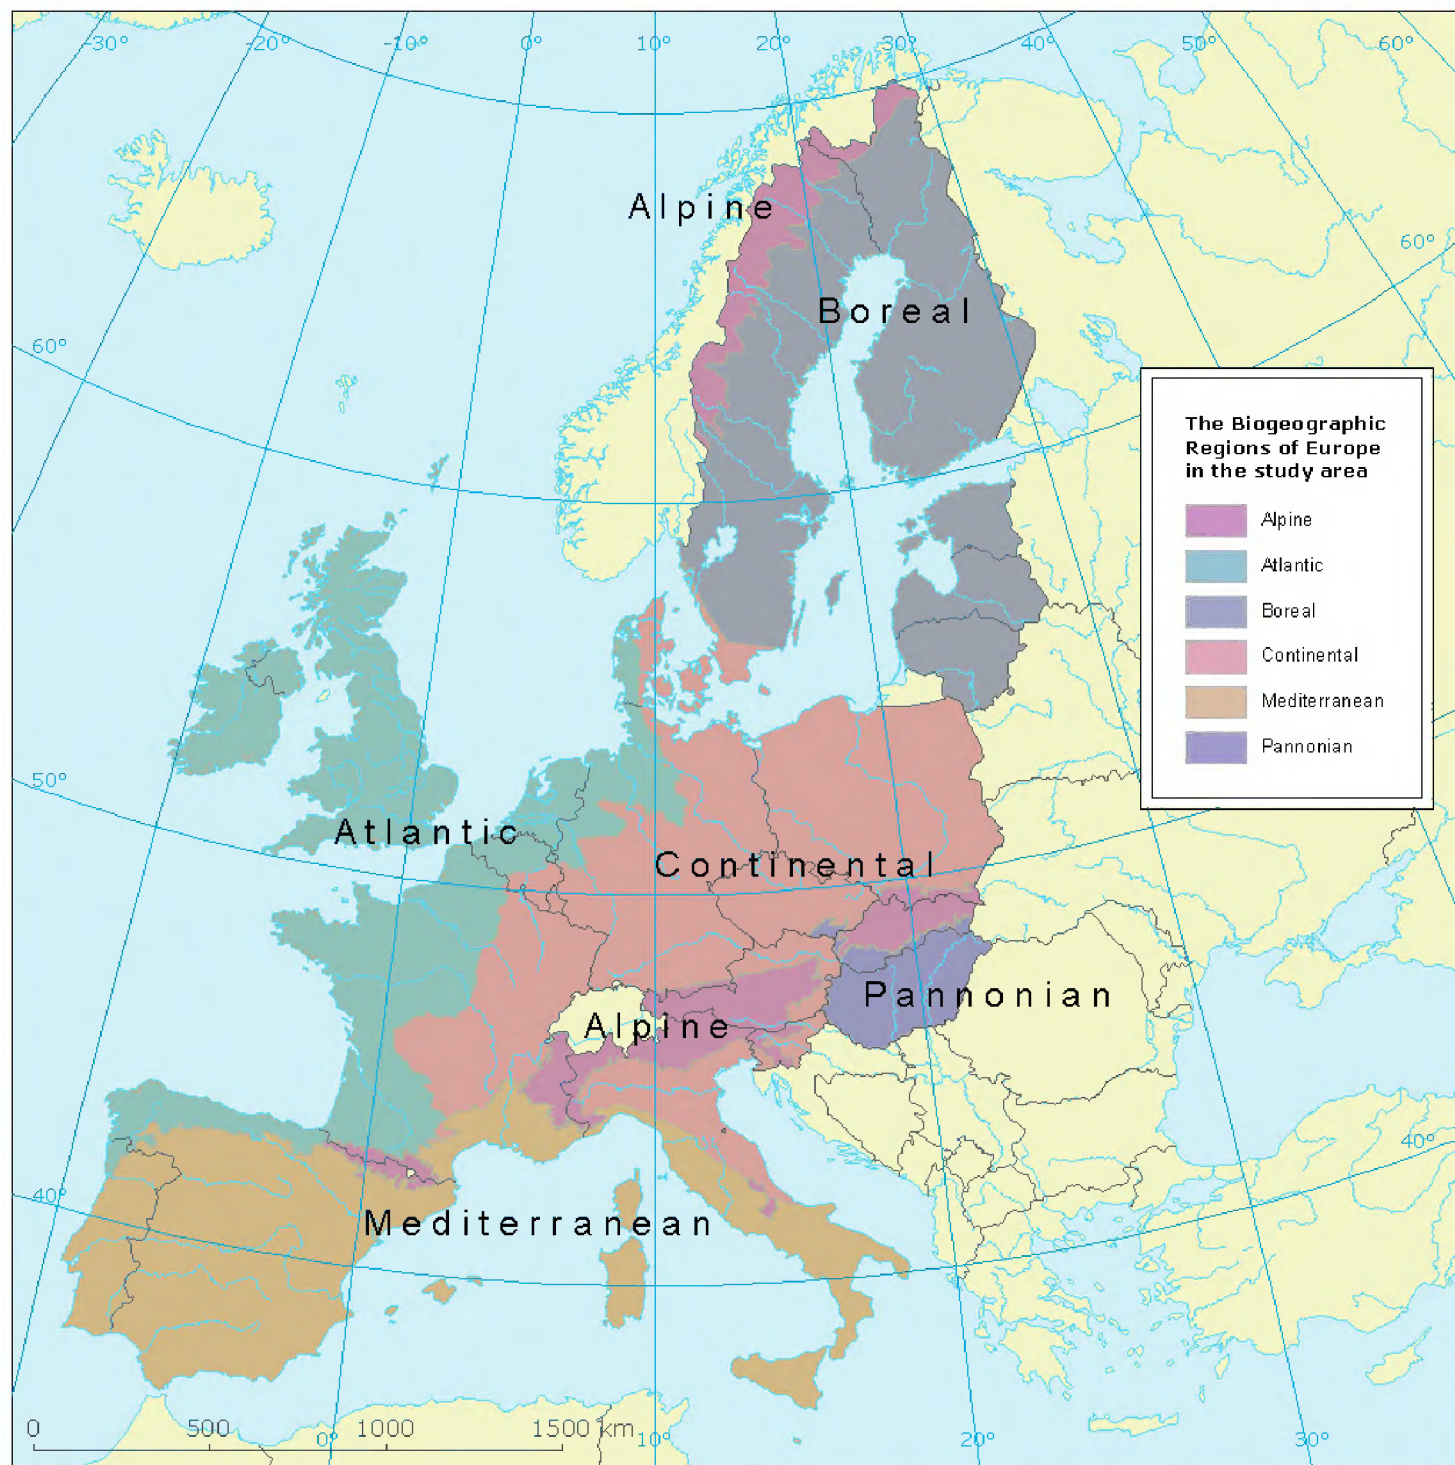 -30° -20° -10° 0° 10° 20° 30° 40° 50° 60°
Alpine
60°
Boreal
60°
The Biogeographic
Regions of Europe
in the study area
Alpine
Atlantic
Boreal
Continental
Mediterranean
Pannonian
50°
Atlantic
Continental
Pannonian
Alpine
40°
40°
Mediterranean
0 500 1000 1500 km
0° 10° 20° 30°